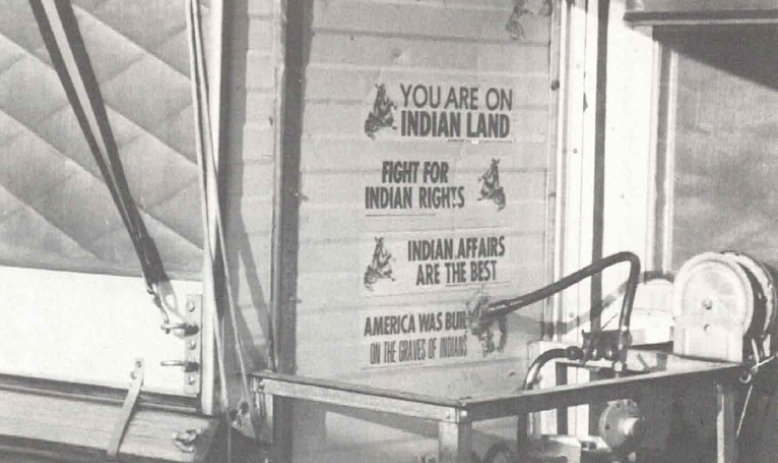 YOU ARE ON
INDIAN LAND
FIGHT FOR
INDIAN RIGHTS
INDIAN AFFAIRS
ARE THE BEST
AMERICA WAS BUI
ON THE GRAVES OF INDIANS